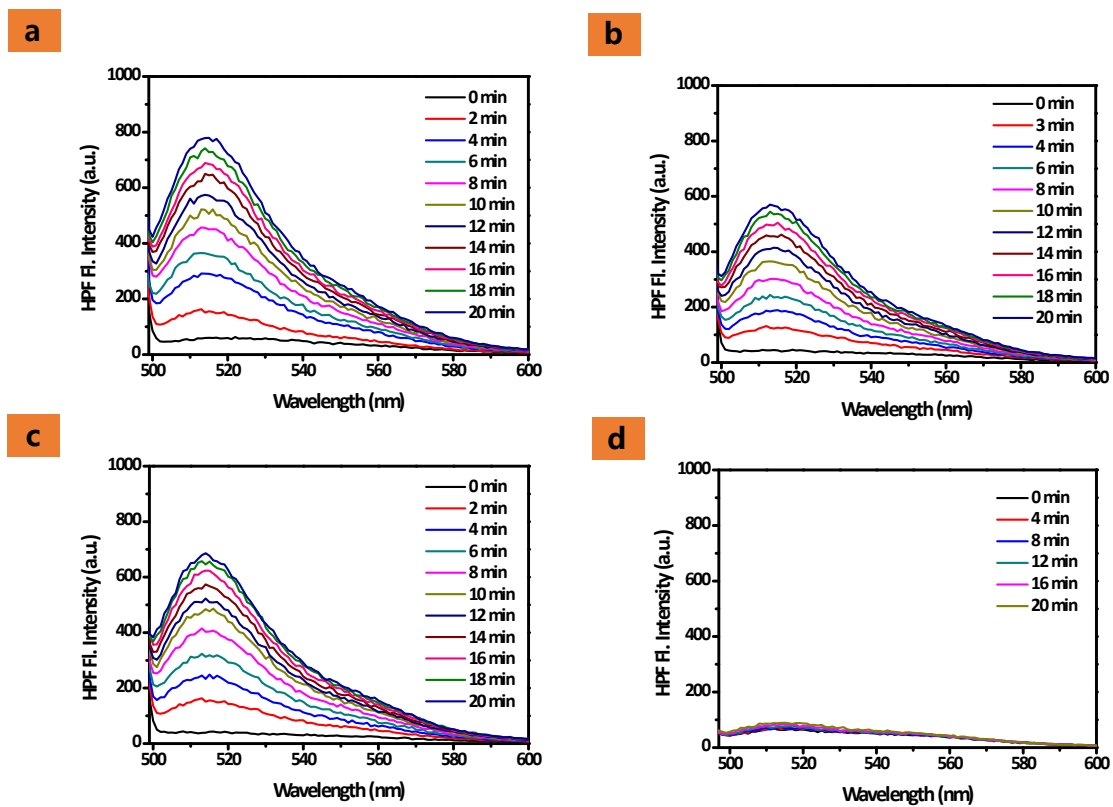 a
1000
800
600
400
200
0
HPF Fl. Intensity (a.u.)
0 min
2 min
4 min
6 min
8 min
10 min
12 min
14 min
16 min
18 min
20 min
500 520 540 560 580 600
Wavelength (nm)
b
1000
800
600
400
200
0
HPF Fl. Intensity (a.u.)
0 min
3 min
4 min
6 min
8 min
10 min
12 min
14 min
16 min
18 min
20 min
500 520 540 560 580 600
Wavelength (nm)
c
1000
800
600
400
200
0
HPF Fl. Intensity (a.u.)
0 min
2 min
4 min
6 min
8 min
10 min
12 min
14 min
16 min
18 min
20 min
500 520 540 560 580 600
Wavelength (nm)
d
1000
800
600
400
200
0
HPF Fl. Intensity (a.u.)
0 min
4 min
8 min
12 min
16 min
20 min
500 520 540 560 580 600
Wavelength (nm)